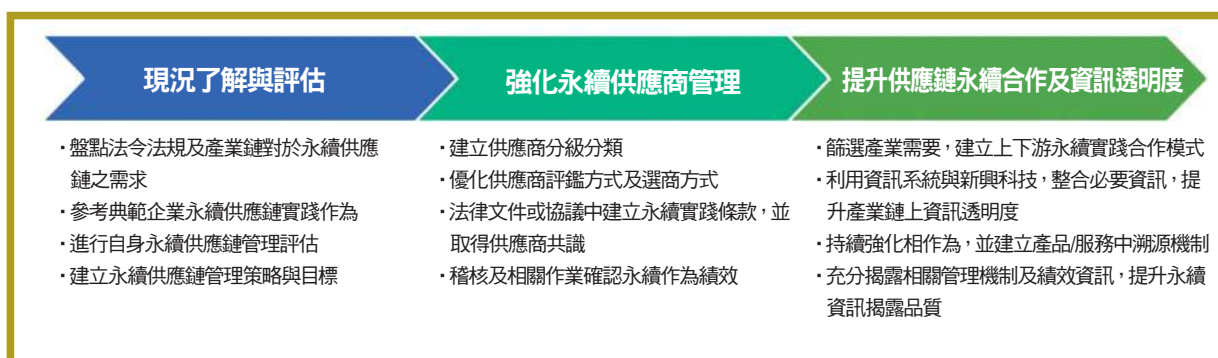 現況了解與評估
・盤點法令法規及產業鏈對於永續供應
鏈之需求
・參考典範企業永續供應鏈實踐作為
・進行自身永續供應鏈管理評估
・建立永續供應鏈管理策略與目標
強化永續供應商管理
・建立供應商分級分類
・優化供應商評鑑方式及選商方式
・法律文件或協議中建立永續實踐條款，並
取得供應商共識
・稽核及相關作業確認永續作為績效
提升供應鏈永續合作及資訊透明度
・篩選產業需要，建立上下游永續實踐合作模式
・利用資訊系統與新興科技，整合必要資訊，提
升產業鏈上資訊透明度
・持續強化相作為，並建立產品/服務中溯源機制
・充分揭露相關管理機制及績效資訊，提升永續
資訊揭露品質